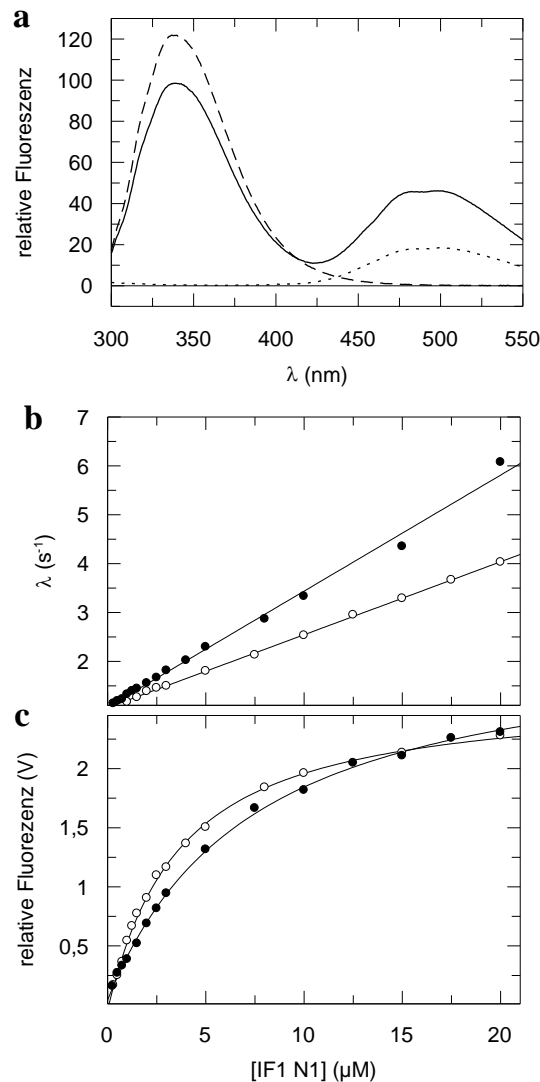 a
relative Fluoreszenz
120
100
80
60
40
20
0
300 350 400 450 500 550
λ (nm)
b
λ (s-1)
7
6
5
4
3
2
c
relative Fluorezenz (V)
2
1,5
1
0,5
0 5 10 15 20
[IF1 N1] (µM)